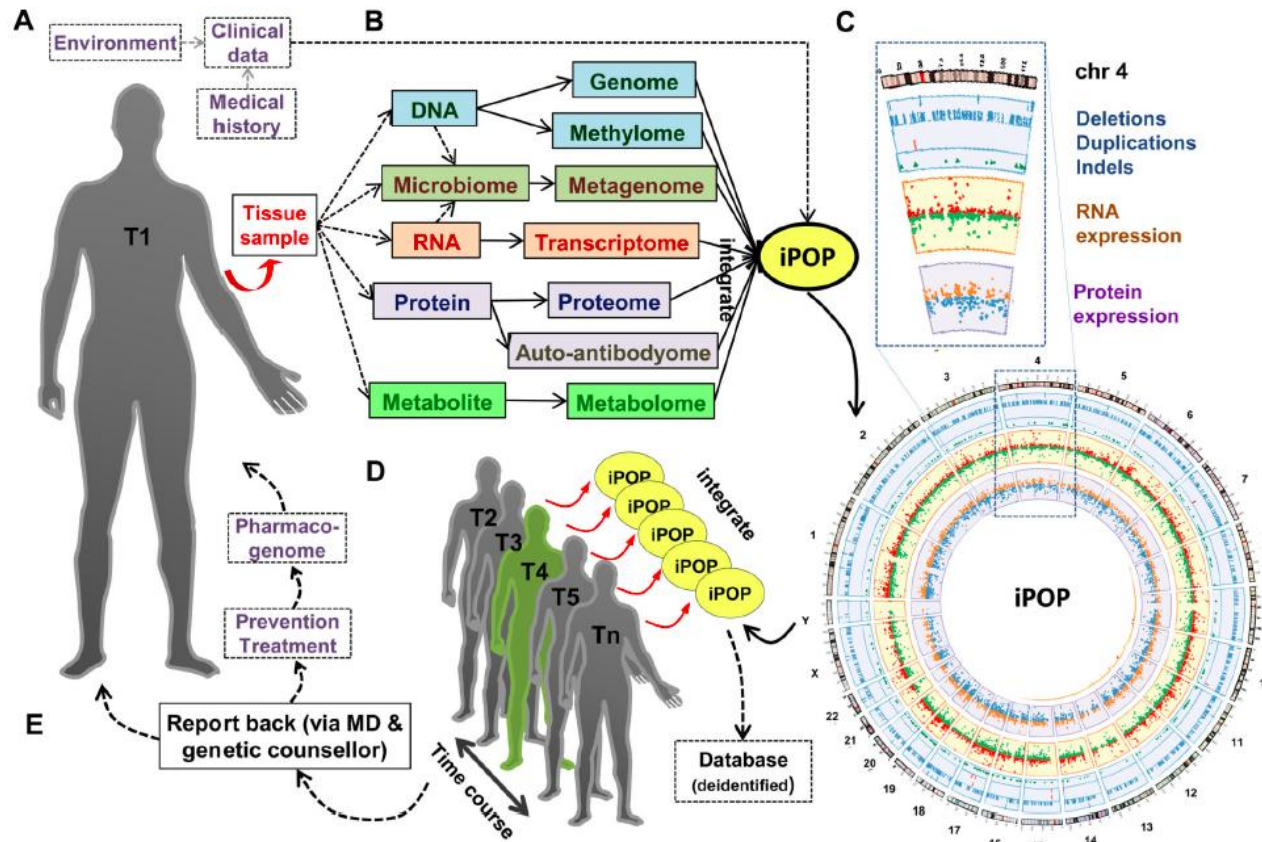 A
Environment
Clinical
data
Medical
history
T1
Tissue
sample
B
DNA
Genome
Methylome
Microbiome
Metagenome
RNA
Transcriptome
Protein
Proteome
Auto-antibodyome
Metabolite
Metabolome
integrate
iPOP
C
chr 4
Deletions
Duplications
Indels
RNA
expression
Protein
expression
D
T2
T3
T4
T5
Tn
iPOP
iPOP
iPOP
iPOP
iPOP
integrate
Time course
Database
(deidentified)
E
Pharmaco-
genome
Prevention
Treatment
Report back (via MD &
genetic counsellor)
iPOP
1
2
3
4
5
6
7
11
12
13
14
17
18
19
20
21
22
X
Y